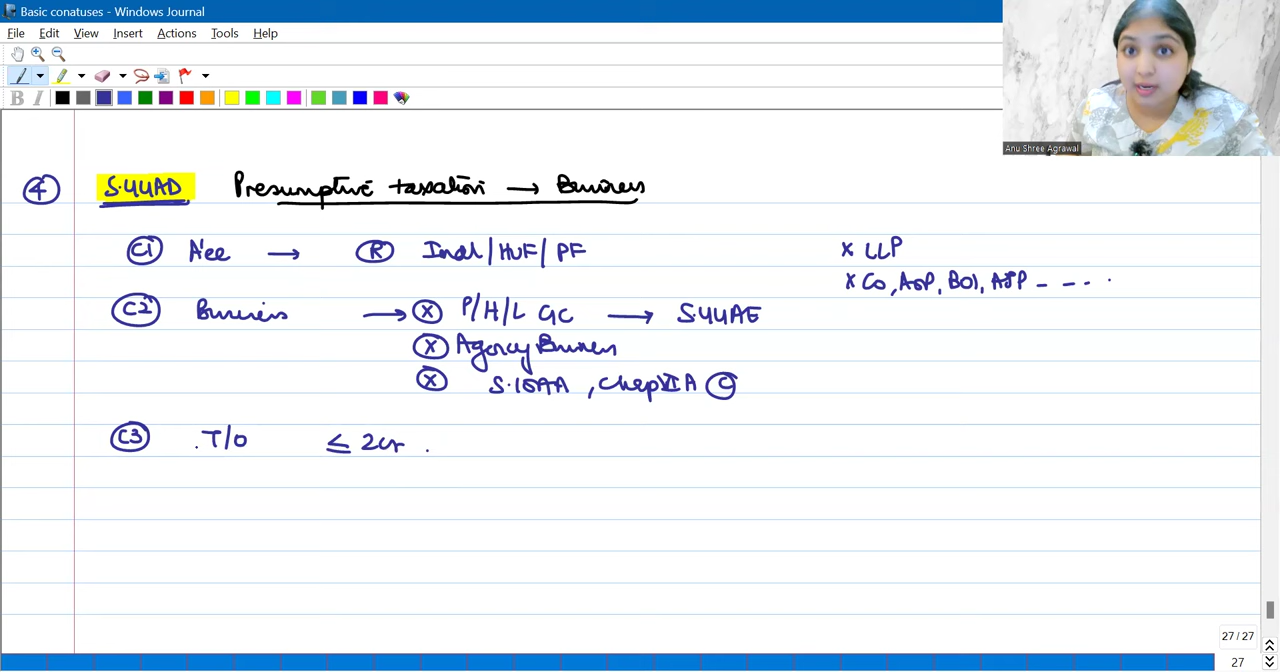 Basic conatuses - Windows Journal
File Edit View Insert Actions Tools Help
B I
Anu Shree Agrawal
4 S.44AD Presumptive taxation → Business
C1 A'ee → R Indl/HUF/PF × LLP
× Co, AOP, BOI, AJP - - - - .
C2 Business → X P/H/L GC → S.44AE
X Agency Business
X S.10AA, Chap VIA C
C3 T/O ≤ 2cr.
27 / 27
27